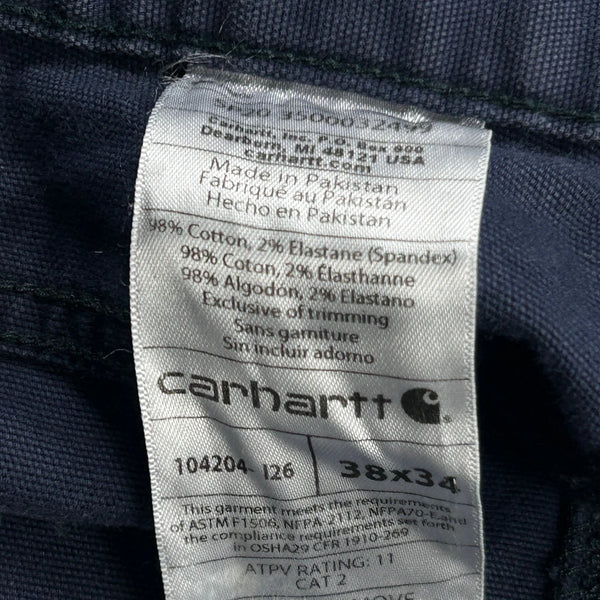 SP20 3500032499
Carhartt, Inc. P.O. Box 600
Dearborn, MI 48121 USA
carhartt.com
Made in Pakistan
Fabriqué au Pakistan
Hecho en Pakistan
98% Cotton, 2% Elastane (Spandex)
98% Coton, 2% Élasthanne
98% Algodón, 2% Elastano
Exclusive of trimming
Sans garniture
Sin incluir adorno
carhartt
104204 I26 38x34
This garment meets the requirements
of ASTM F1506, NFPA-2112, NFPA70-E and
the compliance requirements set forth
in OSHA29 CFR 1910-269
ATPV RATING: 11
CAT 2